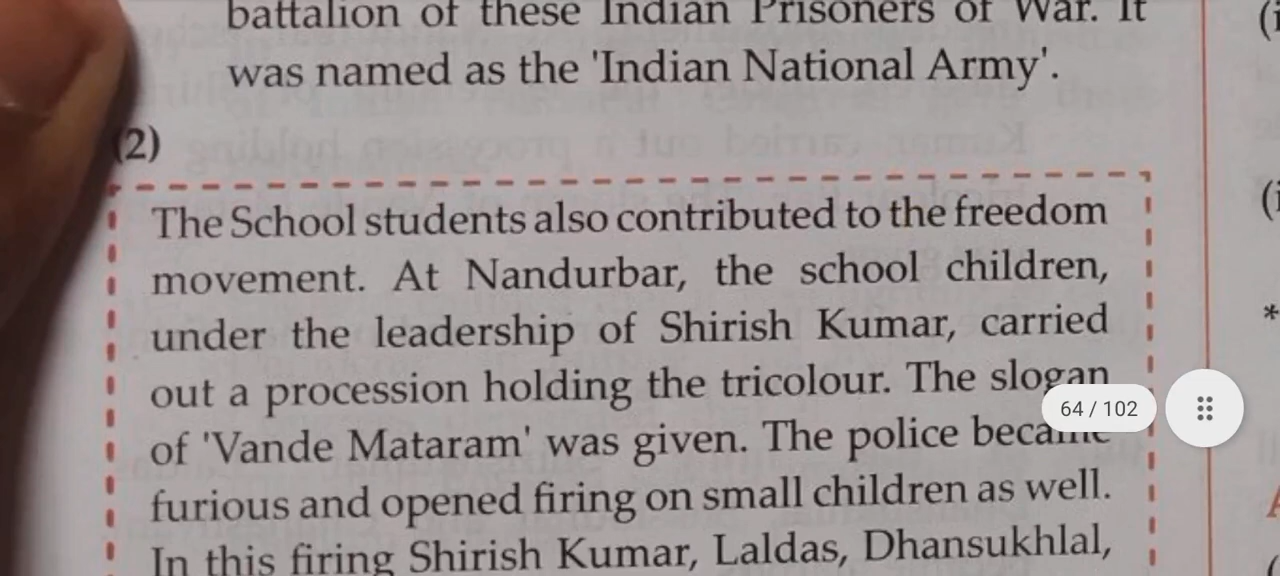 battalion of these Indian Prisoners of War. It
was named as the 'Indian National Army'.
(2)
The School students also contributed to the freedom
movement. At Nandurbar, the school children,
under the leadership of Shirish Kumar, carried
out a procession holding the tricolour. The slogan
64 / 102
of 'Vande Mataram' was given. The police became
furious and opened firing on small children as well.
In this firing Shirish Kumar, Laldas, Dhansukhlal,